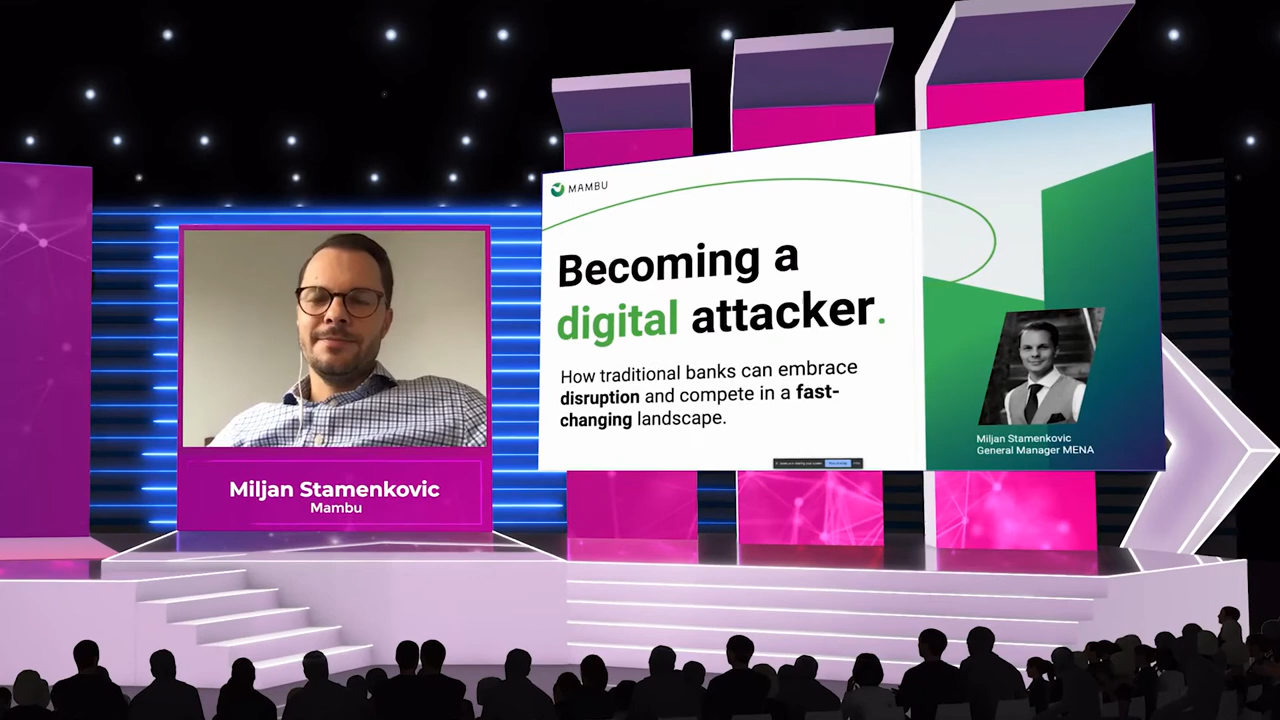 Miljan Stamenkovic
Mambu
MAMBU
Becoming a
digital attacker.
How traditional banks can embrace
disruption and compete in a fast-
changing landscape.
Miljan Stamenkovic
General Manager MENA